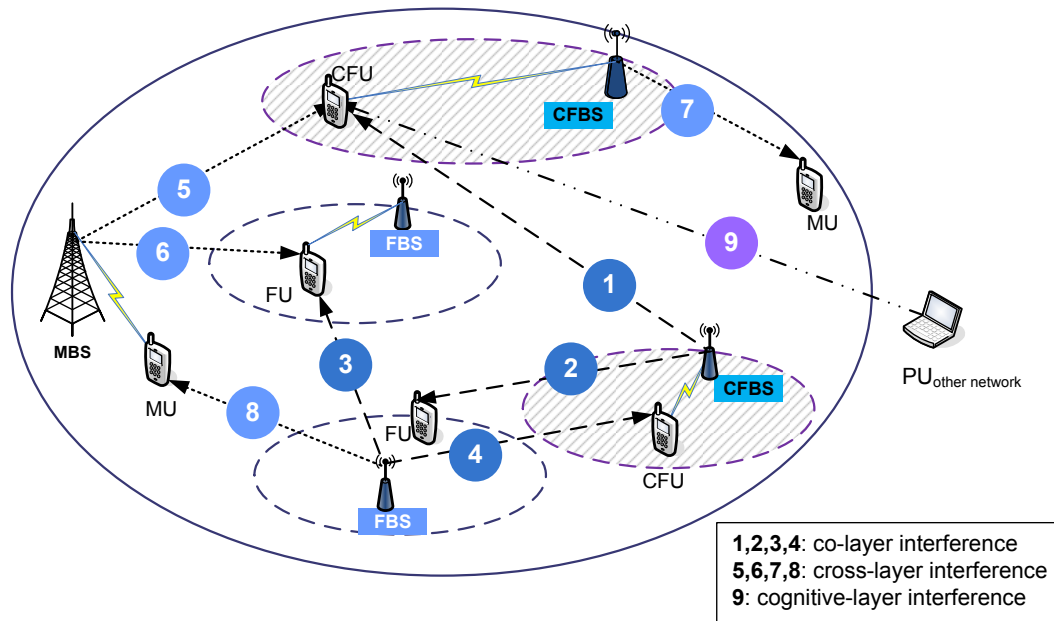 CFU
CFBS
7
5
MU
FBS
6
9
FU
1
MBS
3
2
CFBS
PU other network
MU
8
FU
4
CFU
FBS
1,2,3,4: co-layer interference
5,6,7,8: cross-layer interference
9: cognitive-layer interference